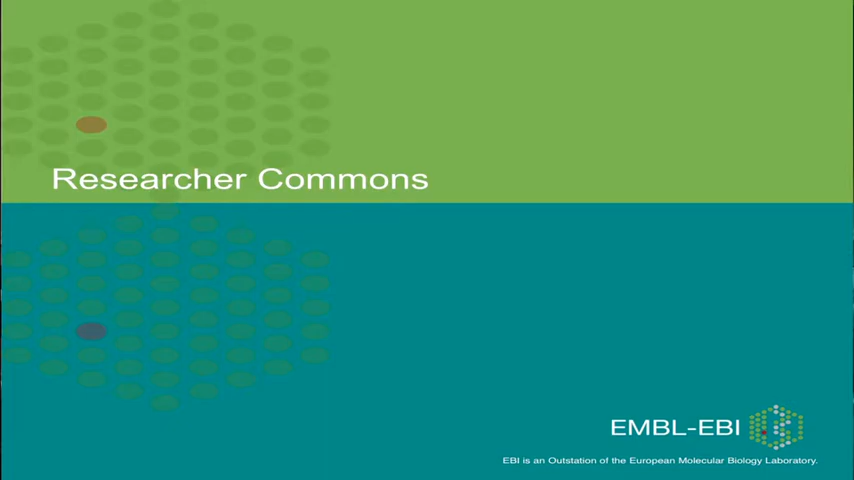 Researcher Commons
EMBL-EBI
EBI is an Outstation of the European Molecular Biology Laboratory.